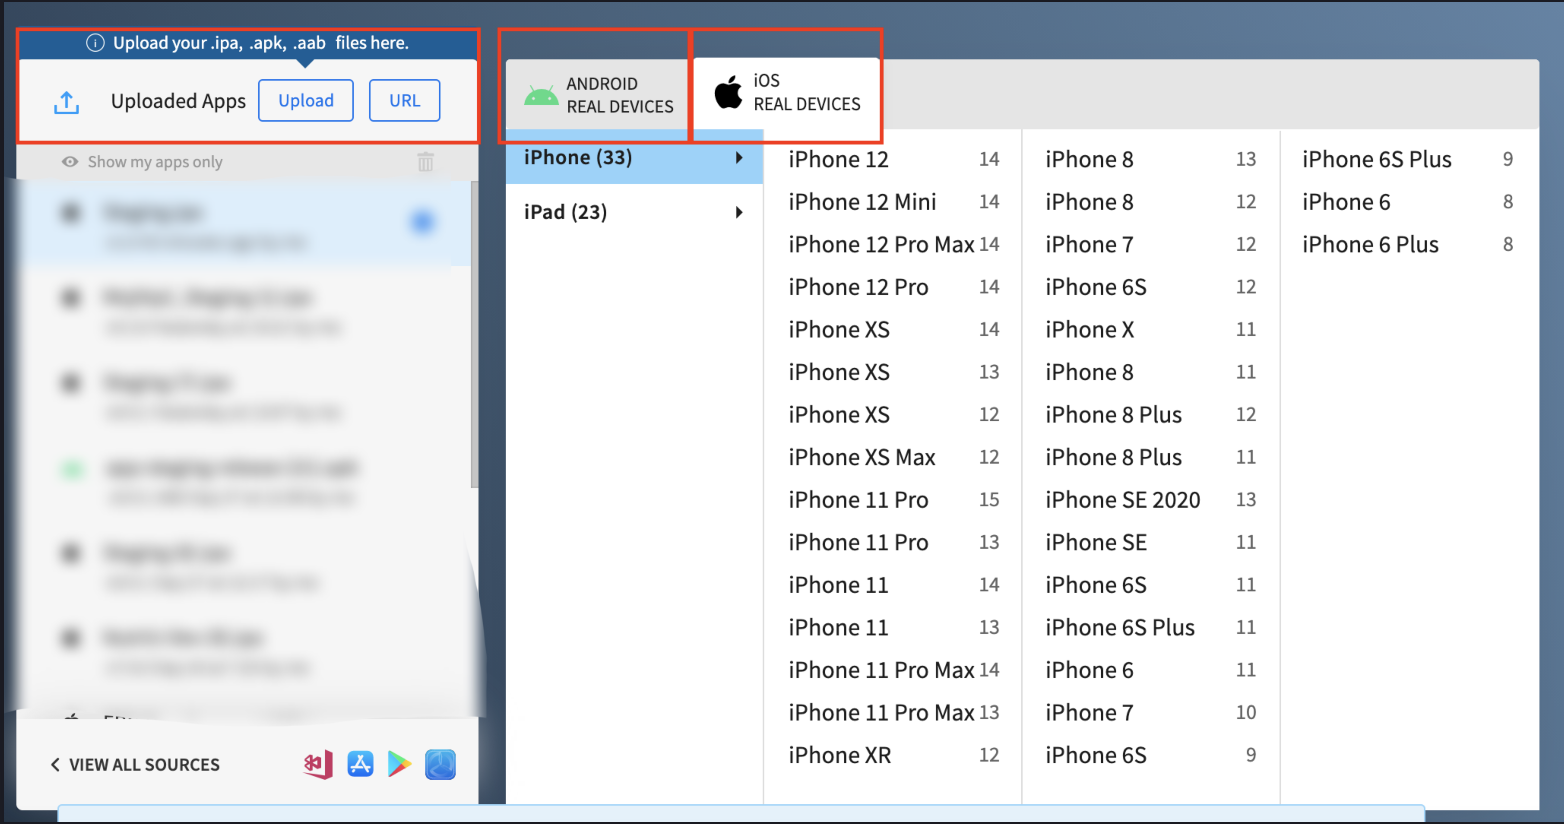 Upload your .ipa, .apk, .aab files here.
Uploaded Apps
Upload
URL
Show my apps only
VIEW ALL SOURCES
ANDROID
REAL DEVICES
iOS
REAL DEVICES
iPhone (33)
iPad (23)
iPhone 12 14
iPhone 12 Mini 14
iPhone 12 Pro Max 14
iPhone 12 Pro 14
iPhone XS 14
iPhone XS 13
iPhone XS 12
iPhone XS Max 12
iPhone 11 Pro 15
iPhone 11 Pro 13
iPhone 11 14
iPhone 11 13
iPhone 11 Pro Max 14
iPhone 11 Pro Max 13
iPhone XR 12
iPhone 8 13
iPhone 8 12
iPhone 7 12
iPhone 6S 12
iPhone X 11
iPhone 8 11
iPhone 8 Plus 12
iPhone 8 Plus 11
iPhone SE 2020 13
iPhone SE 11
iPhone 6S 11
iPhone 6S Plus 11
iPhone 6 11
iPhone 7 10
iPhone 6S 9
iPhone 6S Plus 9
iPhone 6 8
iPhone 6 Plus 8